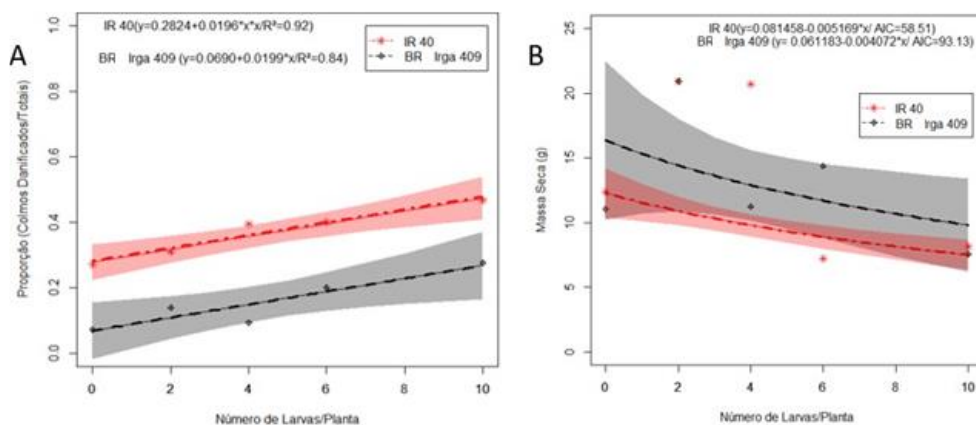 A
IR 40(y=0.2824+0.0196*x*x/R²=0.92)
BR Irga 409 (y=0.0690+0.0199*x/R²=0.84)
IR 40
BR Irga 409
Proporção (Colmos Danificados/Totais)
1.0
0.8
0.6
0.4
0.2
0.0
0 2 4 6 8 10
Número de Larvas/Planta
B
IR 40(y=0.081458-0.005169*x/ AIC=58.51)
BR Irga 409 (y= 0.061183-0.004072*x/ AIC=93.13)
IR 40
BR Irga 409
Massa Seca (g)
25
20
15
10
5
0
0 2 4 6 8 10
Número de Larvas/Planta